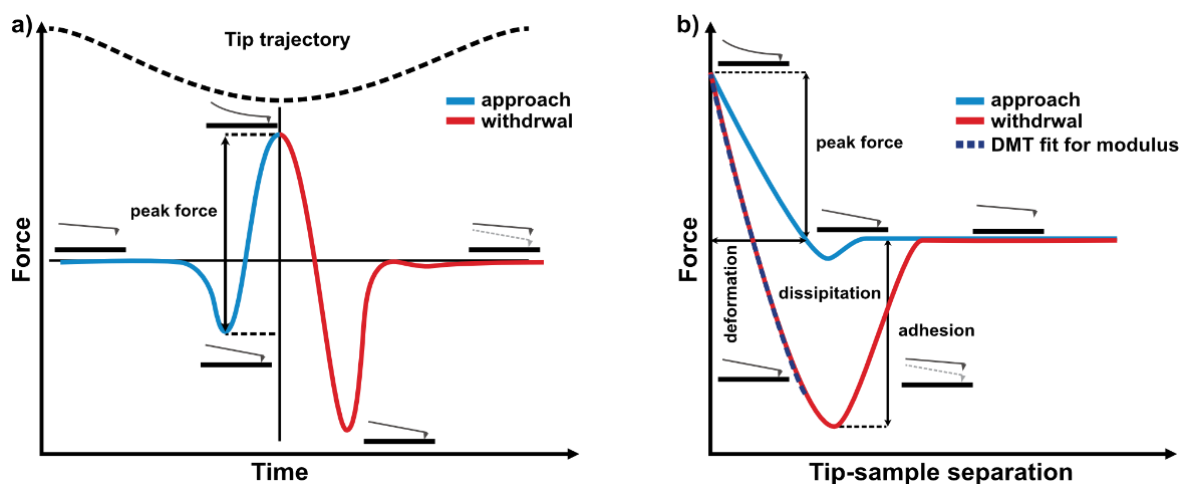 a)
Tip trajectory
approach
withdrwal
peak force
Force
Time
b)
approach
withdrwal
DMT fit for modulus
peak force
deformation
dissipitation
adhesion
Force
Tip-sample separation